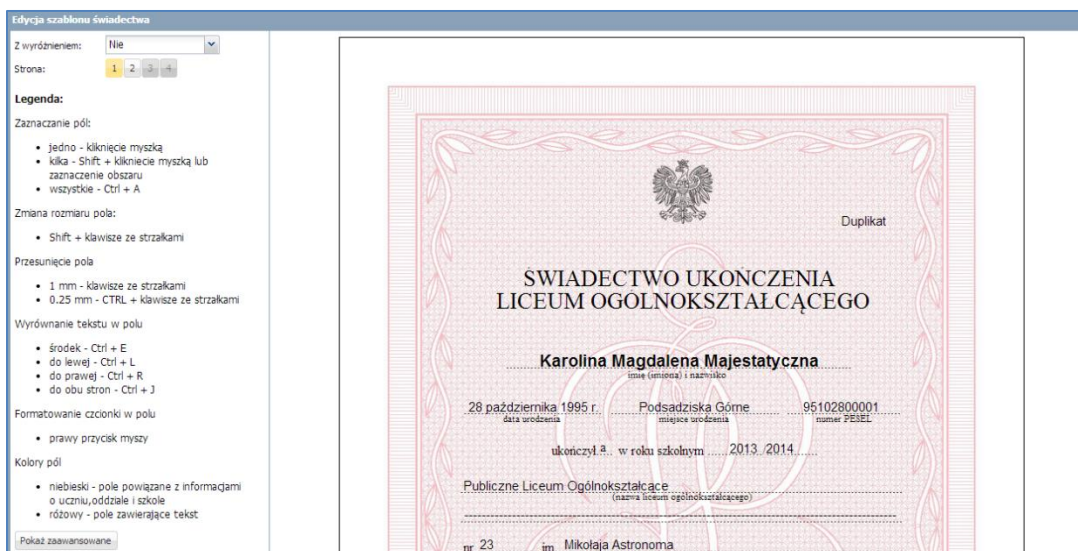 Edycja szablonu świadectwa
Z wyróżnieniem: Nie
Strona: 1 2 3 4
Legenda:
Zaznaczanie pól:
• jedno - kliknięcie myszką
• kilka - Shift + klikniecie myszką lub
zaznaczenie obszaru
• wszystkie - Ctrl + A
Zmiana rozmiaru pola:
• Shift + klawisze ze strzałkami
Przesunięcie pola
• 1 mm - klawisze ze strzałkami
• 0.25 mm - CTRL + klawisze ze strzałkami
Wyrównanie tekstu w polu
• środek - Ctrl + E
• do lewej - Ctrl + L
• do prawej - Ctrl + R
• do obu stron - Ctrl + J
Formatowanie czcionki w polu
• prawy przycisk myszy
Kolory pól
• niebieski - pole powiązane z informacjami
o uczniu,oddziale i szkole
• różowy - pole zawierające tekst
Pokaż zaawansowane
Duplikat
ŚWIADECTWO UKOŃCZENIA
LICEUM OGÓLNOKSZTAŁCĄCEGO
Karolina Magdalena Majestatyczna
imię (imiona) i nazwisko
28 października 1995 r. Podsadziska Górne 95102800001
data urodzenia miejsce urodzenia numer PESEL
ukończył a w roku szkolnym 2013 /2014
Publiczne Liceum Ogólnokształcące
(nazwa liceum ogólnokształcącego)
nr 23 im. Mikołaja Astronoma